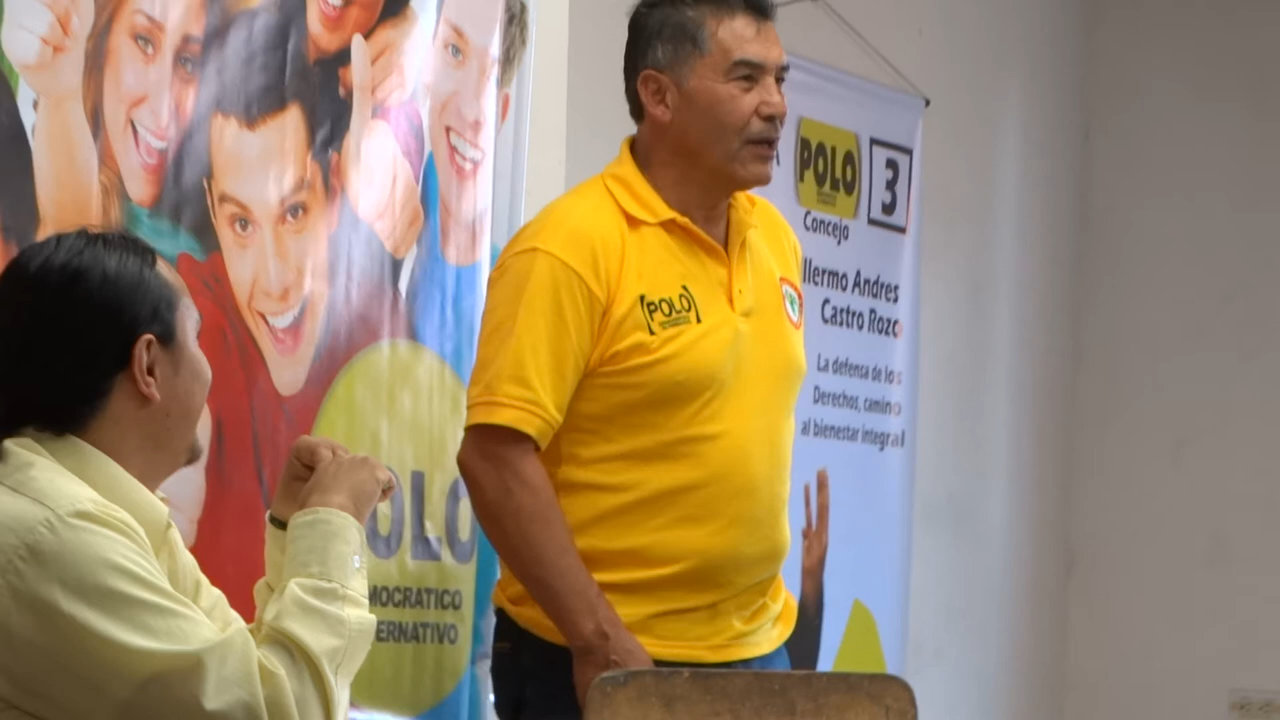 POLO
3
Concejo
llermo Andres
Castro Rozo
La defensa de los
Derechos, camino
al bienestar integral
[POLO]
OLO
MOCRATICO
ERNATIVO